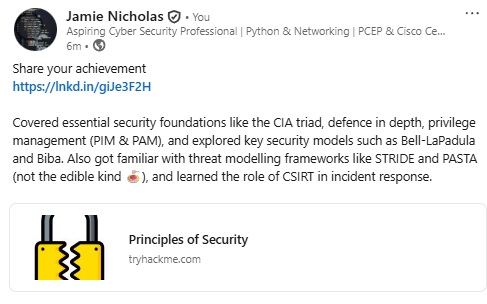 Jamie Nicholas • You
Aspiring Cyber Security Professional | Python & Networking | PCEP & Cisco Ce...
6m •
Share your achievement
https://lnkd.in/giJe3F2H
Covered essential security foundations like the CIA triad, defence in depth, privilege
management (PIM & PAM), and explored key security models such as Bell-LaPadula
and Biba. Also got familiar with threat modelling frameworks like STRIDE and PASTA
(not the edible kind 🍝), and learned the role of CSIRT in incident response.
Principles of Security
tryhackme.com